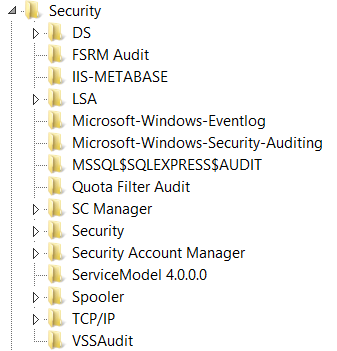 Security
DS
FSRM Audit
IIS-METABASE
LSA
Microsoft-Windows-Eventlog
Microsoft-Windows-Security-Auditing
MSSQL$SQLEXPRESS$AUDIT
Quota Filter Audit
SC Manager
Security
Security Account Manager
ServiceModel 4.0.0.0
Spooler
TCP/IP
VSSAudit